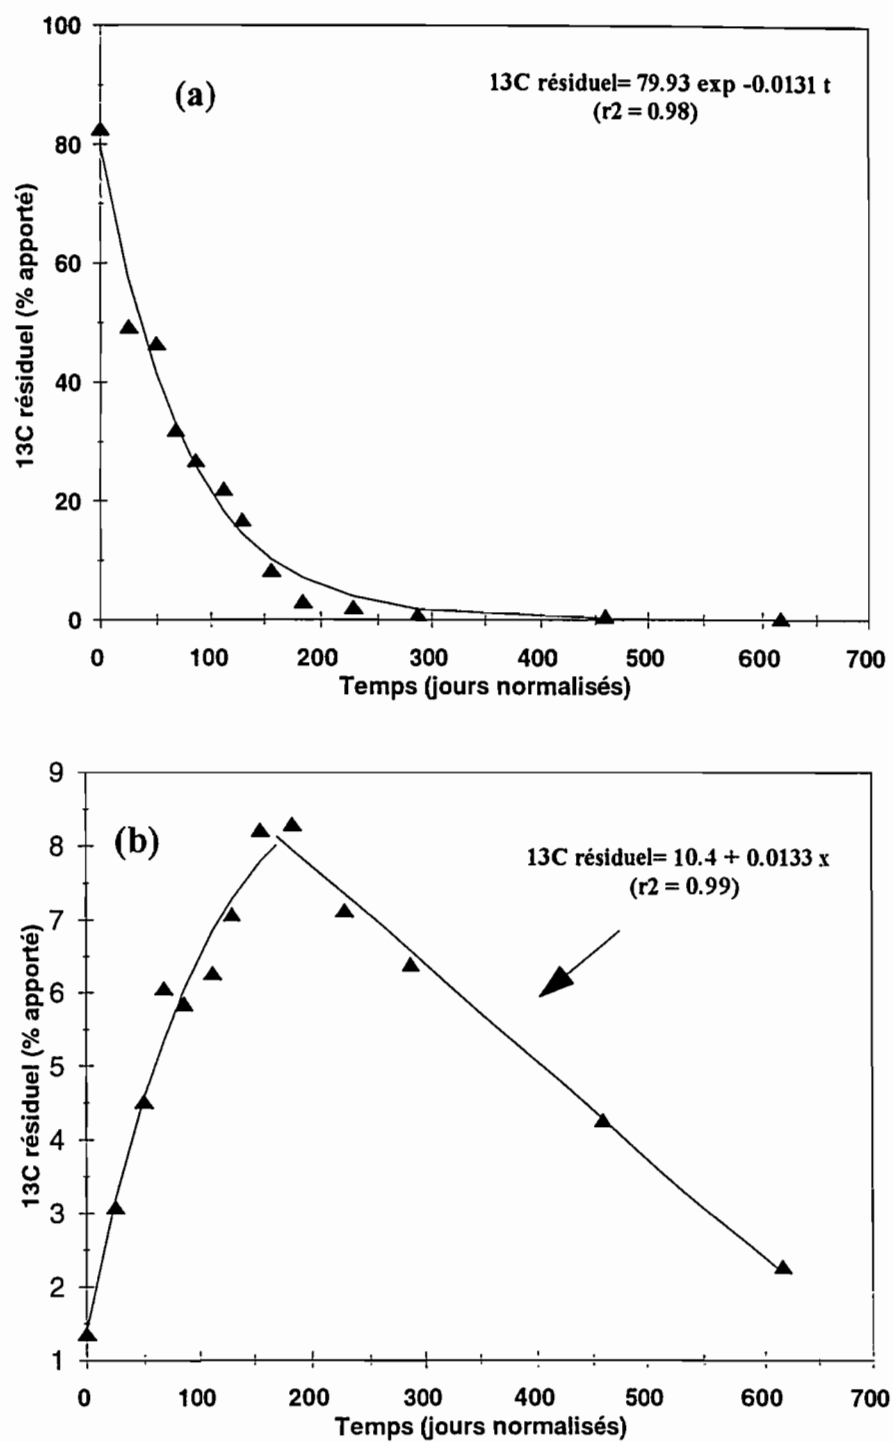 100
80
60
40
20
0
(a)
13C résiduel= 79.93 exp -0.0131 t
(r2 = 0.98)
13C résiduel (% apporté)
0 100 200 300 400 500 600 700
Temps (jours normalisés)
9
8
7
6
5
4
3
2
1
(b)
13C résiduel= 10.4 + 0.0133 x
(r2 = 0.99)
13C résiduel (% apporté)
0 100 200 300 400 500 600 700
Temps (jours normalisés)